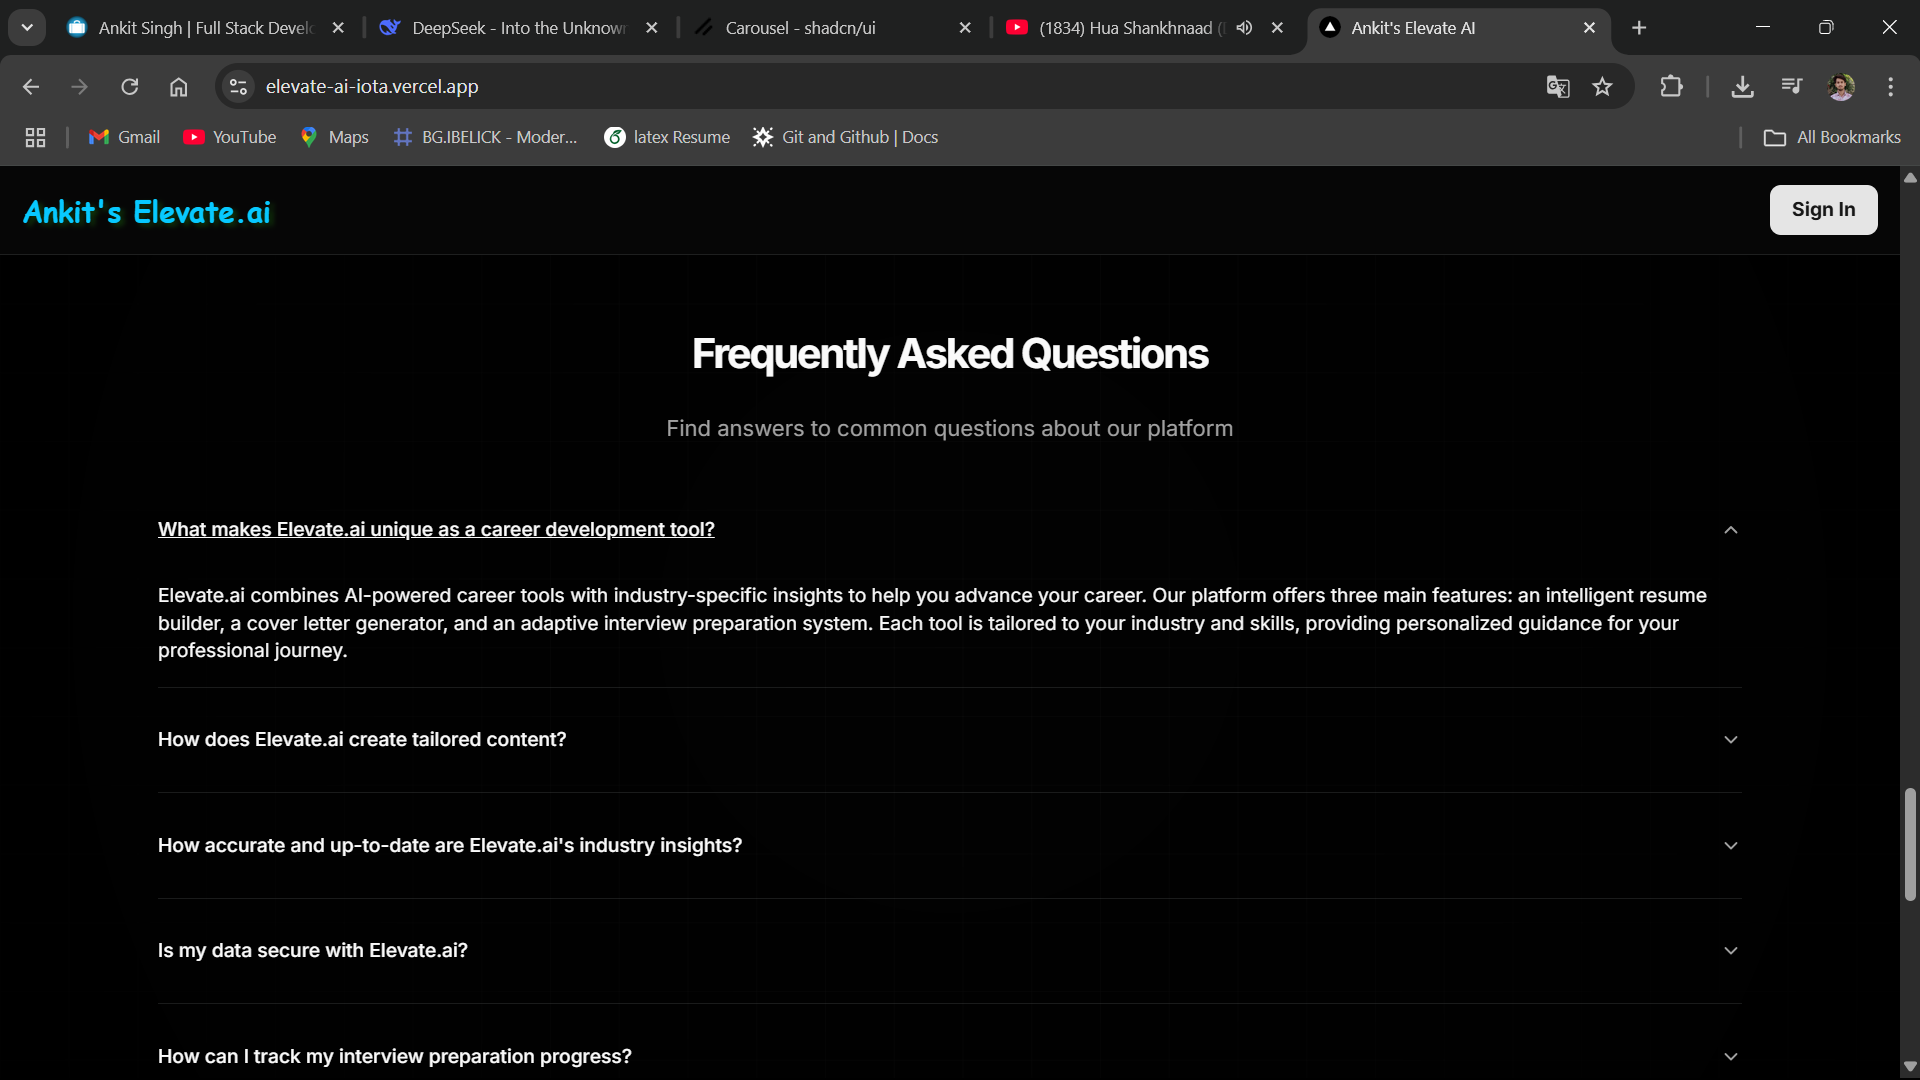 Ankit Singh | Full Stack Devel
DeepSeek - Into the Unknown
Carousel - shadcn/ui
(1834) Hua Shankhnaad (
Ankit's Elevate AI
elevate-ai-iota.vercel.app
Gmail
YouTube
Maps
BG.IBELICK - Moder...
latex Resume
Git and Github | Docs
All Bookmarks
Ankit's Elevate.ai
Sign In
Frequently Asked Questions
Find answers to common questions about our platform
What makes Elevate.ai unique as a career development tool?
Elevate.ai combines AI-powered career tools with industry-specific insights to help you advance your career. Our platform offers three main features: an intelligent resume
builder, a cover letter generator, and an adaptive interview preparation system. Each tool is tailored to your industry and skills, providing personalized guidance for your
professional journey.
How does Elevate.ai create tailored content?
How accurate and up-to-date are Elevate.ai's industry insights?
Is my data secure with Elevate.ai?
How can I track my interview preparation progress?